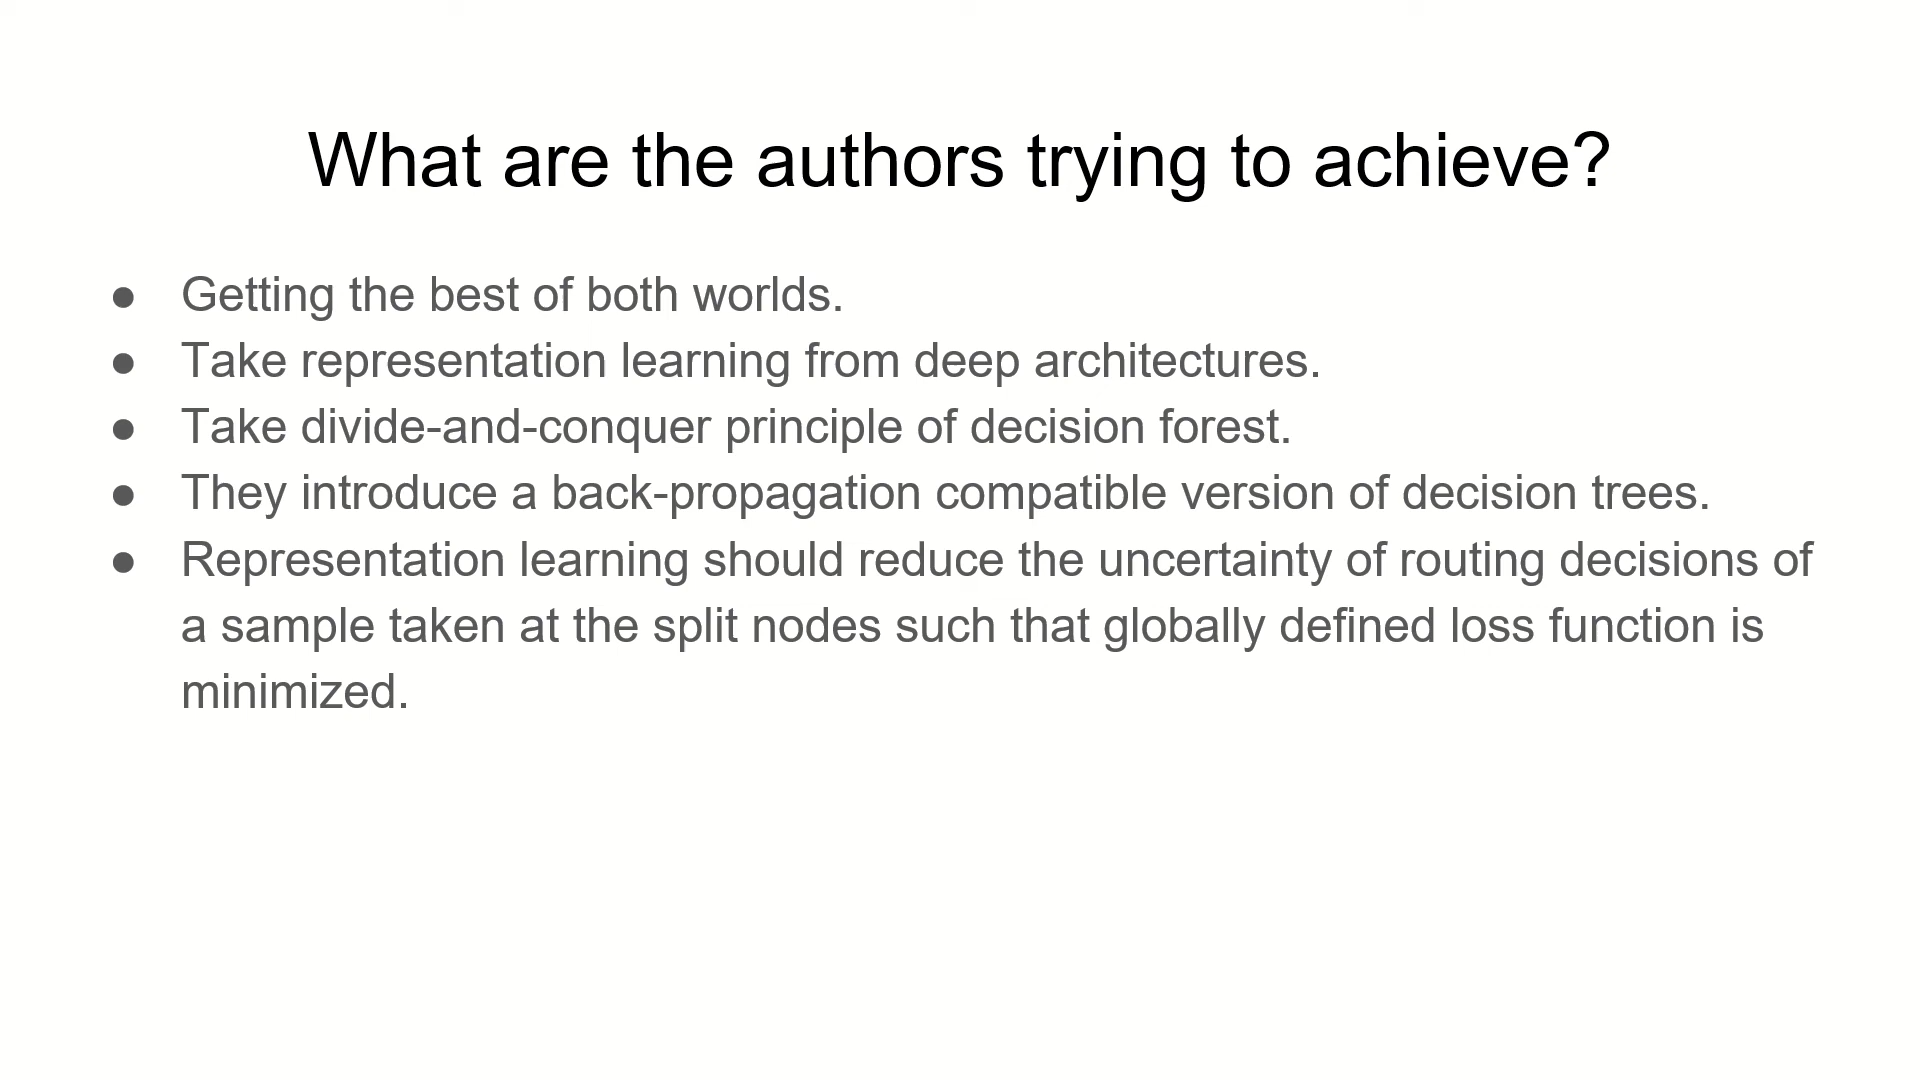 What are the authors trying to achieve?
● Getting the best of both worlds.
● Take representation learning from deep architectures.
● Take divide-and-conquer principle of decision forest.
● They introduce a back-propagation compatible version of decision trees.
● Representation learning should reduce the uncertainty of routing decisions of
a sample taken at the split nodes such that globally defined loss function is
minimized.